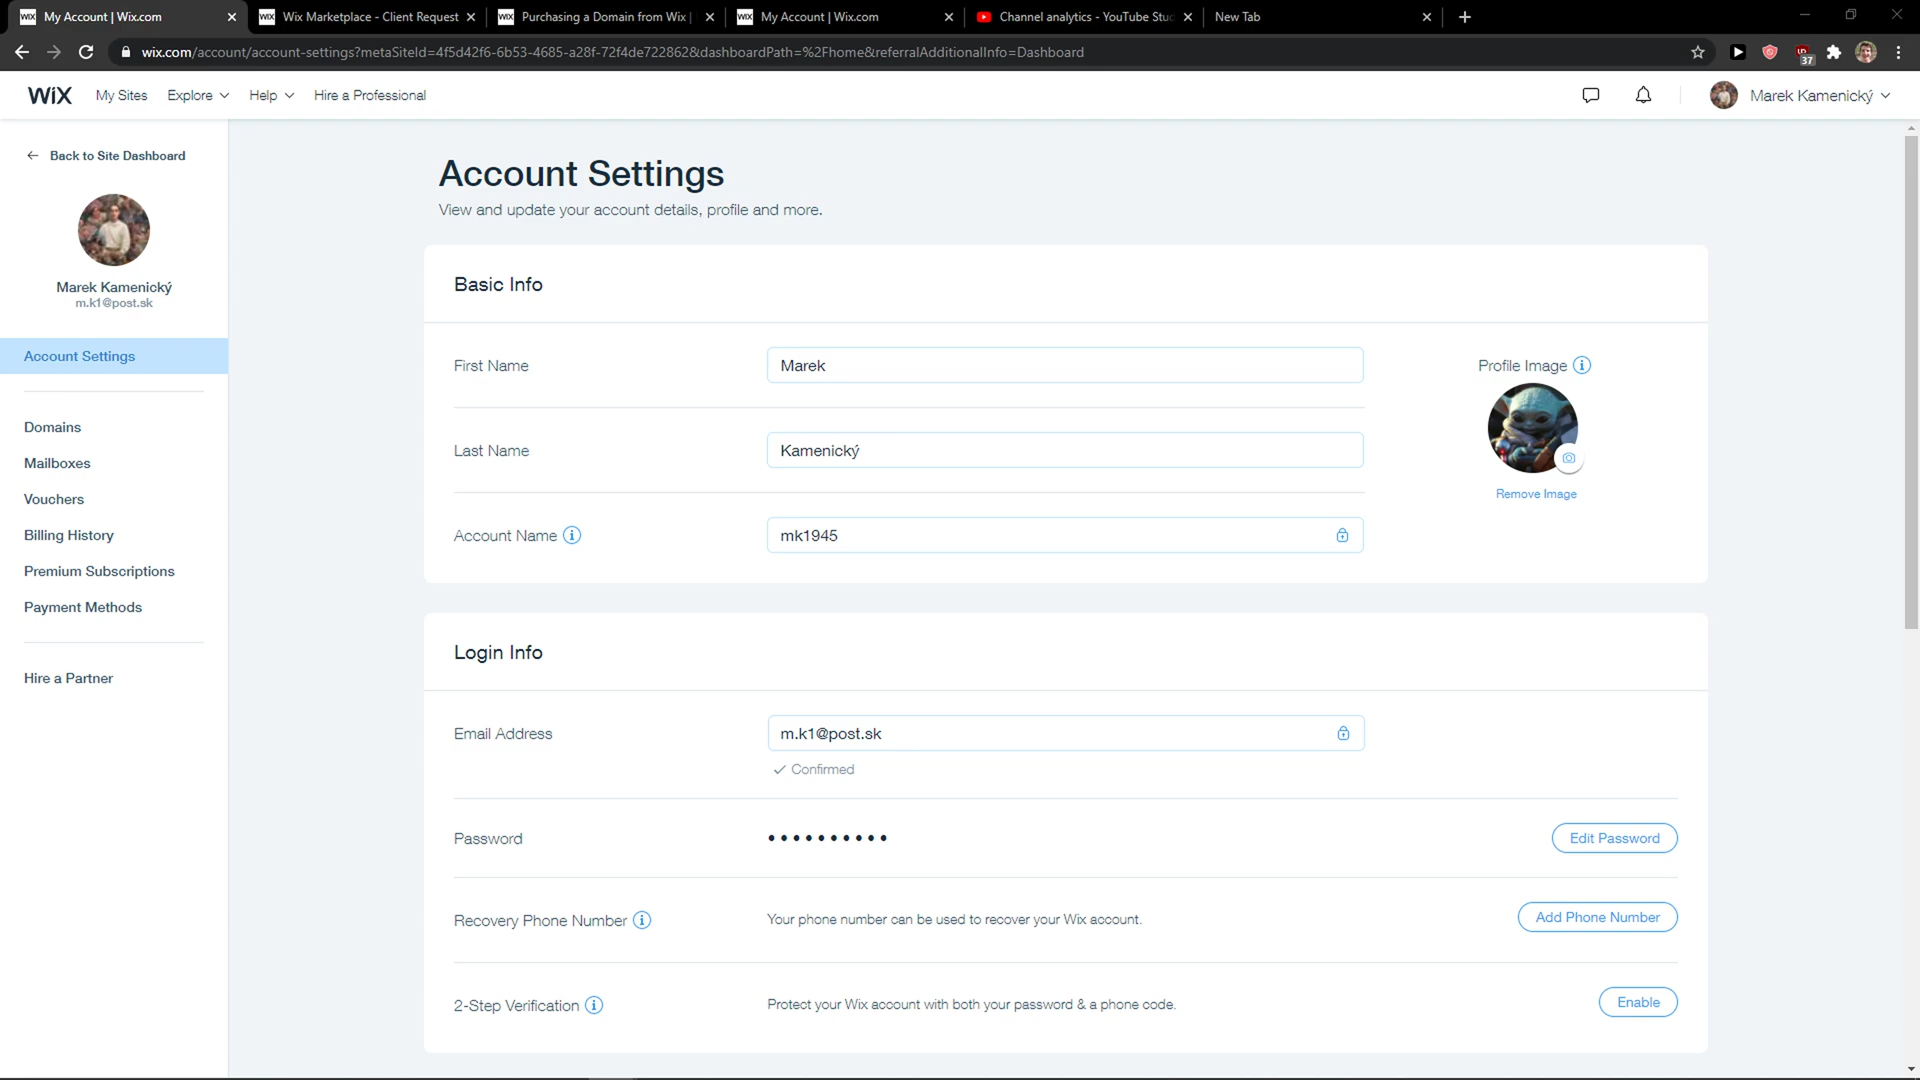 WIX My Account | Wix.com
WIX Wix Marketplace - Client Request
WIX Purchasing a Domain from Wix |
WIX My Account | Wix.com
Channel analytics - YouTube Stud
New Tab
wix.com/account/account-settings?metaSiteId=4f5d42f6-6b53-4685-a28f-72f4de722862&dashboardPath=%2Fhome&referralAdditionalInfo=Dashboard
37
WiX My Sites Explore Help Hire a Professional
Marek Kamenický
Back to Site Dashboard
Marek Kamenický
m.k1@post.sk
Account Settings
Domains
Mailboxes
Vouchers
Billing History
Premium Subscriptions
Payment Methods
Hire a Partner
Account Settings
View and update your account details, profile and more.
Basic Info
First Name Marek
Profile Image
Last Name Kamenický
Remove Image
Account Name mk1945
Login Info
Email Address m.k1@post.sk
Confirmed
Password ●●●●●●●●●● Edit Password
Recovery Phone Number Your phone number can be used to recover your Wix account. Add Phone Number
2-Step Verification Protect your Wix account with both your password & a phone code. Enable